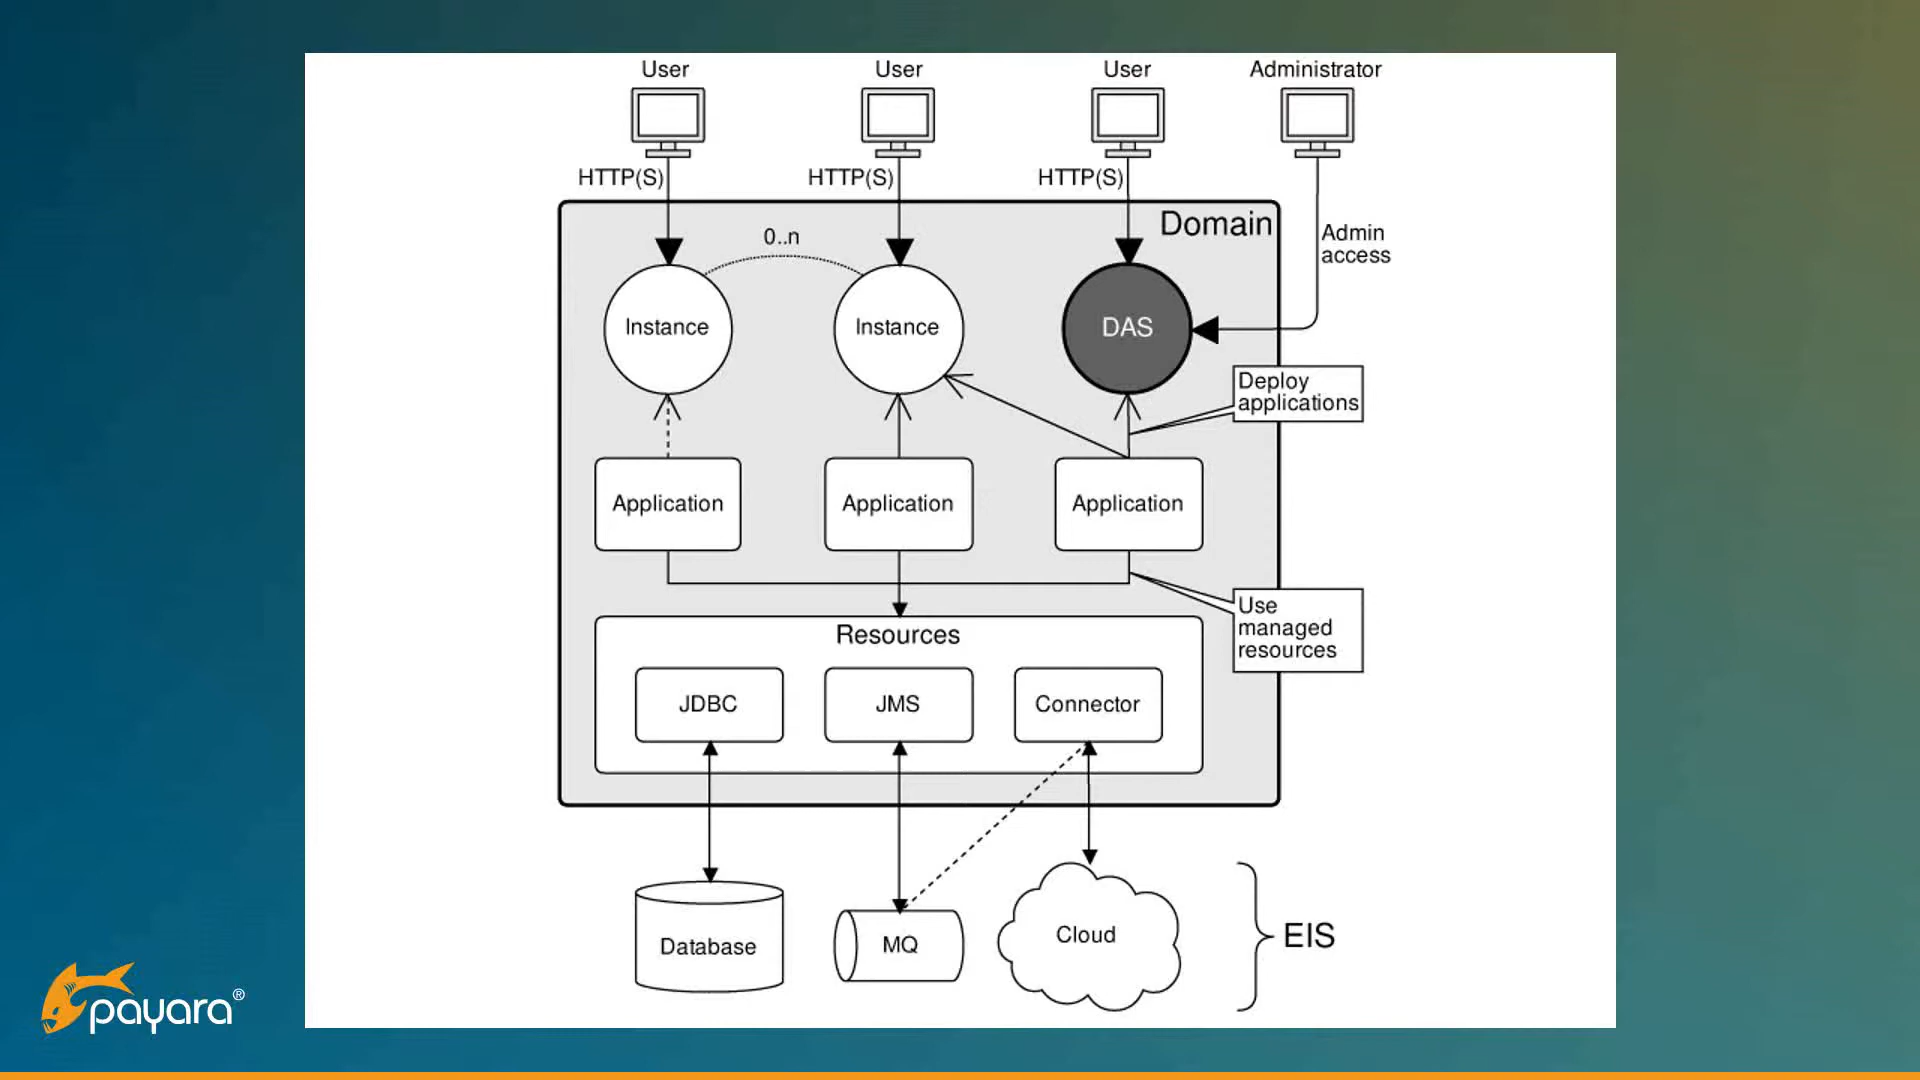 User
User
User
Administrator
HTTP(S)
HTTP(S)
HTTP(S)
Domain
0..n
Admin
access
Instance
Instance
DAS
Deploy
applications
Application
Application
Application
Use
managed
resources
Resources
JDBC
JMS
Connector
Database
MQ
Cloud
EIS
payara®